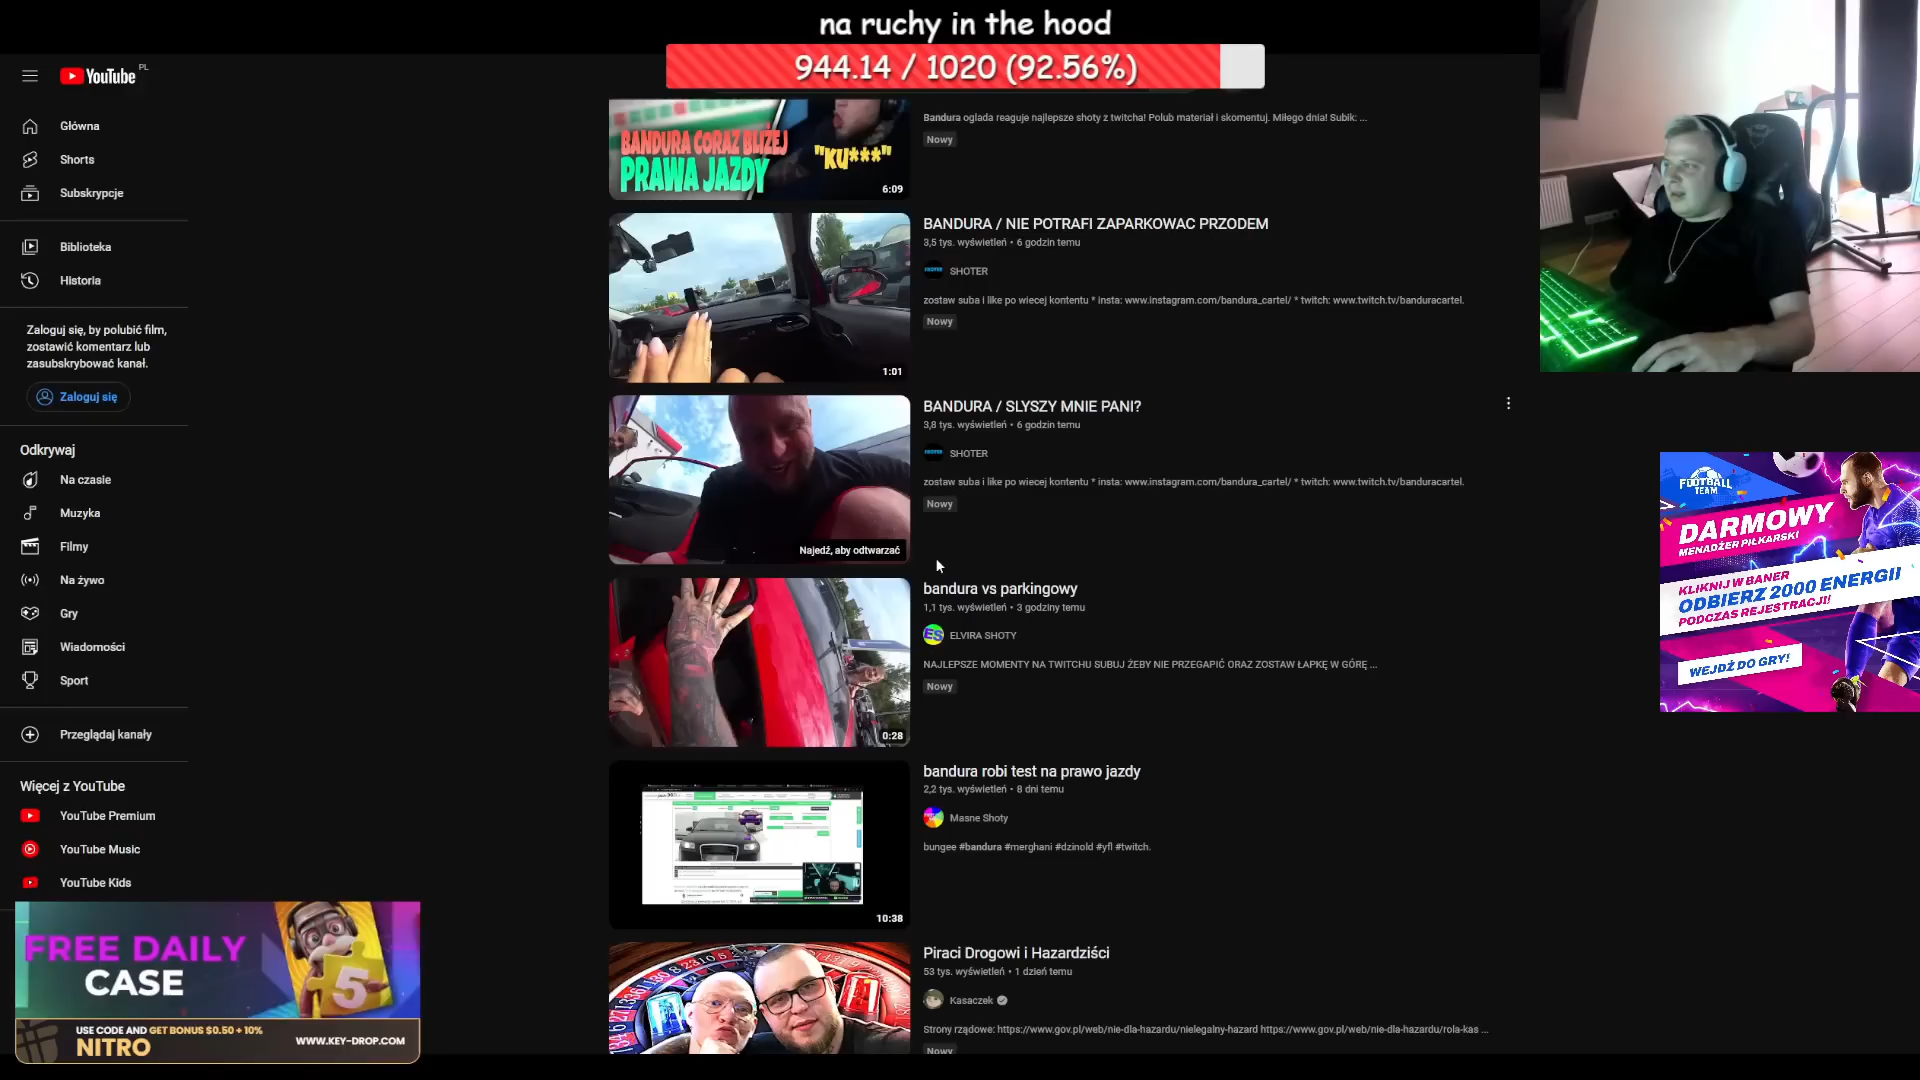 na ruchy in the hood
944.14 / 1020 (92.56%)
YouTube PL
Główna
Shorts
Subskrypcje
Biblioteka
Historia
Zaloguj się, by polubić film,
zostawić komentarz lub
zasubskrybować kanał.
Zaloguj się
Odkrywaj
Na czasie
Muzyka
Filmy
Na żywo
Gry
Wiadomości
Sport
Przeglądaj kanały
Więcej z YouTube
YouTube Premium
YouTube Music
YouTube Kids
FREE DAILY
CASE
5
USE CODE AND GET BONUS $0.50 + 10%
NITRO
WWW.KEY-DROP.COM
BANDURA CORAZ BLIŻEJ
PRAWA JAZDY
"KU***"
6:09
Bandura oglada reaguje najlepsze shoty z twitcha! Polub materiał i skomentuj. Miłego dnia! Subik: ...
Nowy
1:01
BANDURA / NIE POTRAFI ZAPARKOWAC PRZODEM
3,5 tys. wyświetleń • 6 godzin temu
SHOTER
zostaw suba i like po wiecej kontentu * insta: www.instagram.com/bandura_cartel/ * twitch: www.twitch.tv/banduracartel.
Nowy
Najedź, aby odtwarzać
BANDURA / SLYSZY MNIE PANI?
3,8 tys. wyświetleń • 6 godzin temu
SHOTER
zostaw suba i like po wiecej kontentu * insta: www.instagram.com/bandura_cartel/ * twitch: www.twitch.tv/banduracartel.
Nowy
0:28
bandura vs parkingowy
1,1 tys. wyświetleń • 3 godziny temu
ES
ELVIRA SHOTY
NAJLEPSZE MOMENTY NA TWITCHU SUBUJ ŻEBY NIE PRZEGAPIĆ ORAZ ZOSTAW ŁAPKĘ W GÓRĘ ...
Nowy
10:38
bandura robi test na prawo jazdy
2,2 tys. wyświetleń • 8 dni temu
Masne Shoty
bungee #bandura #merghani #dzinold #yfl #twitch.
Piraci Drogowi i Hazardziści
53 tys. wyświetleń • 1 dzień temu
Kasaczek
Strony rządowe: https://www.gov.pl/web/nie-dla-hazardu/nielegalny-hazard https://www.gov.pl/web/nie-dla-hazardu/rola-kas ...
Nowy
FOOTBALL
TEAM
DARMOWY
MENADŻER PIŁKARSKI
KLIKNIJ W BANER
ODBIERZ 2000 ENERGII
PODCZAS REJESTRACJI!
WEJDŹ DO GRY!